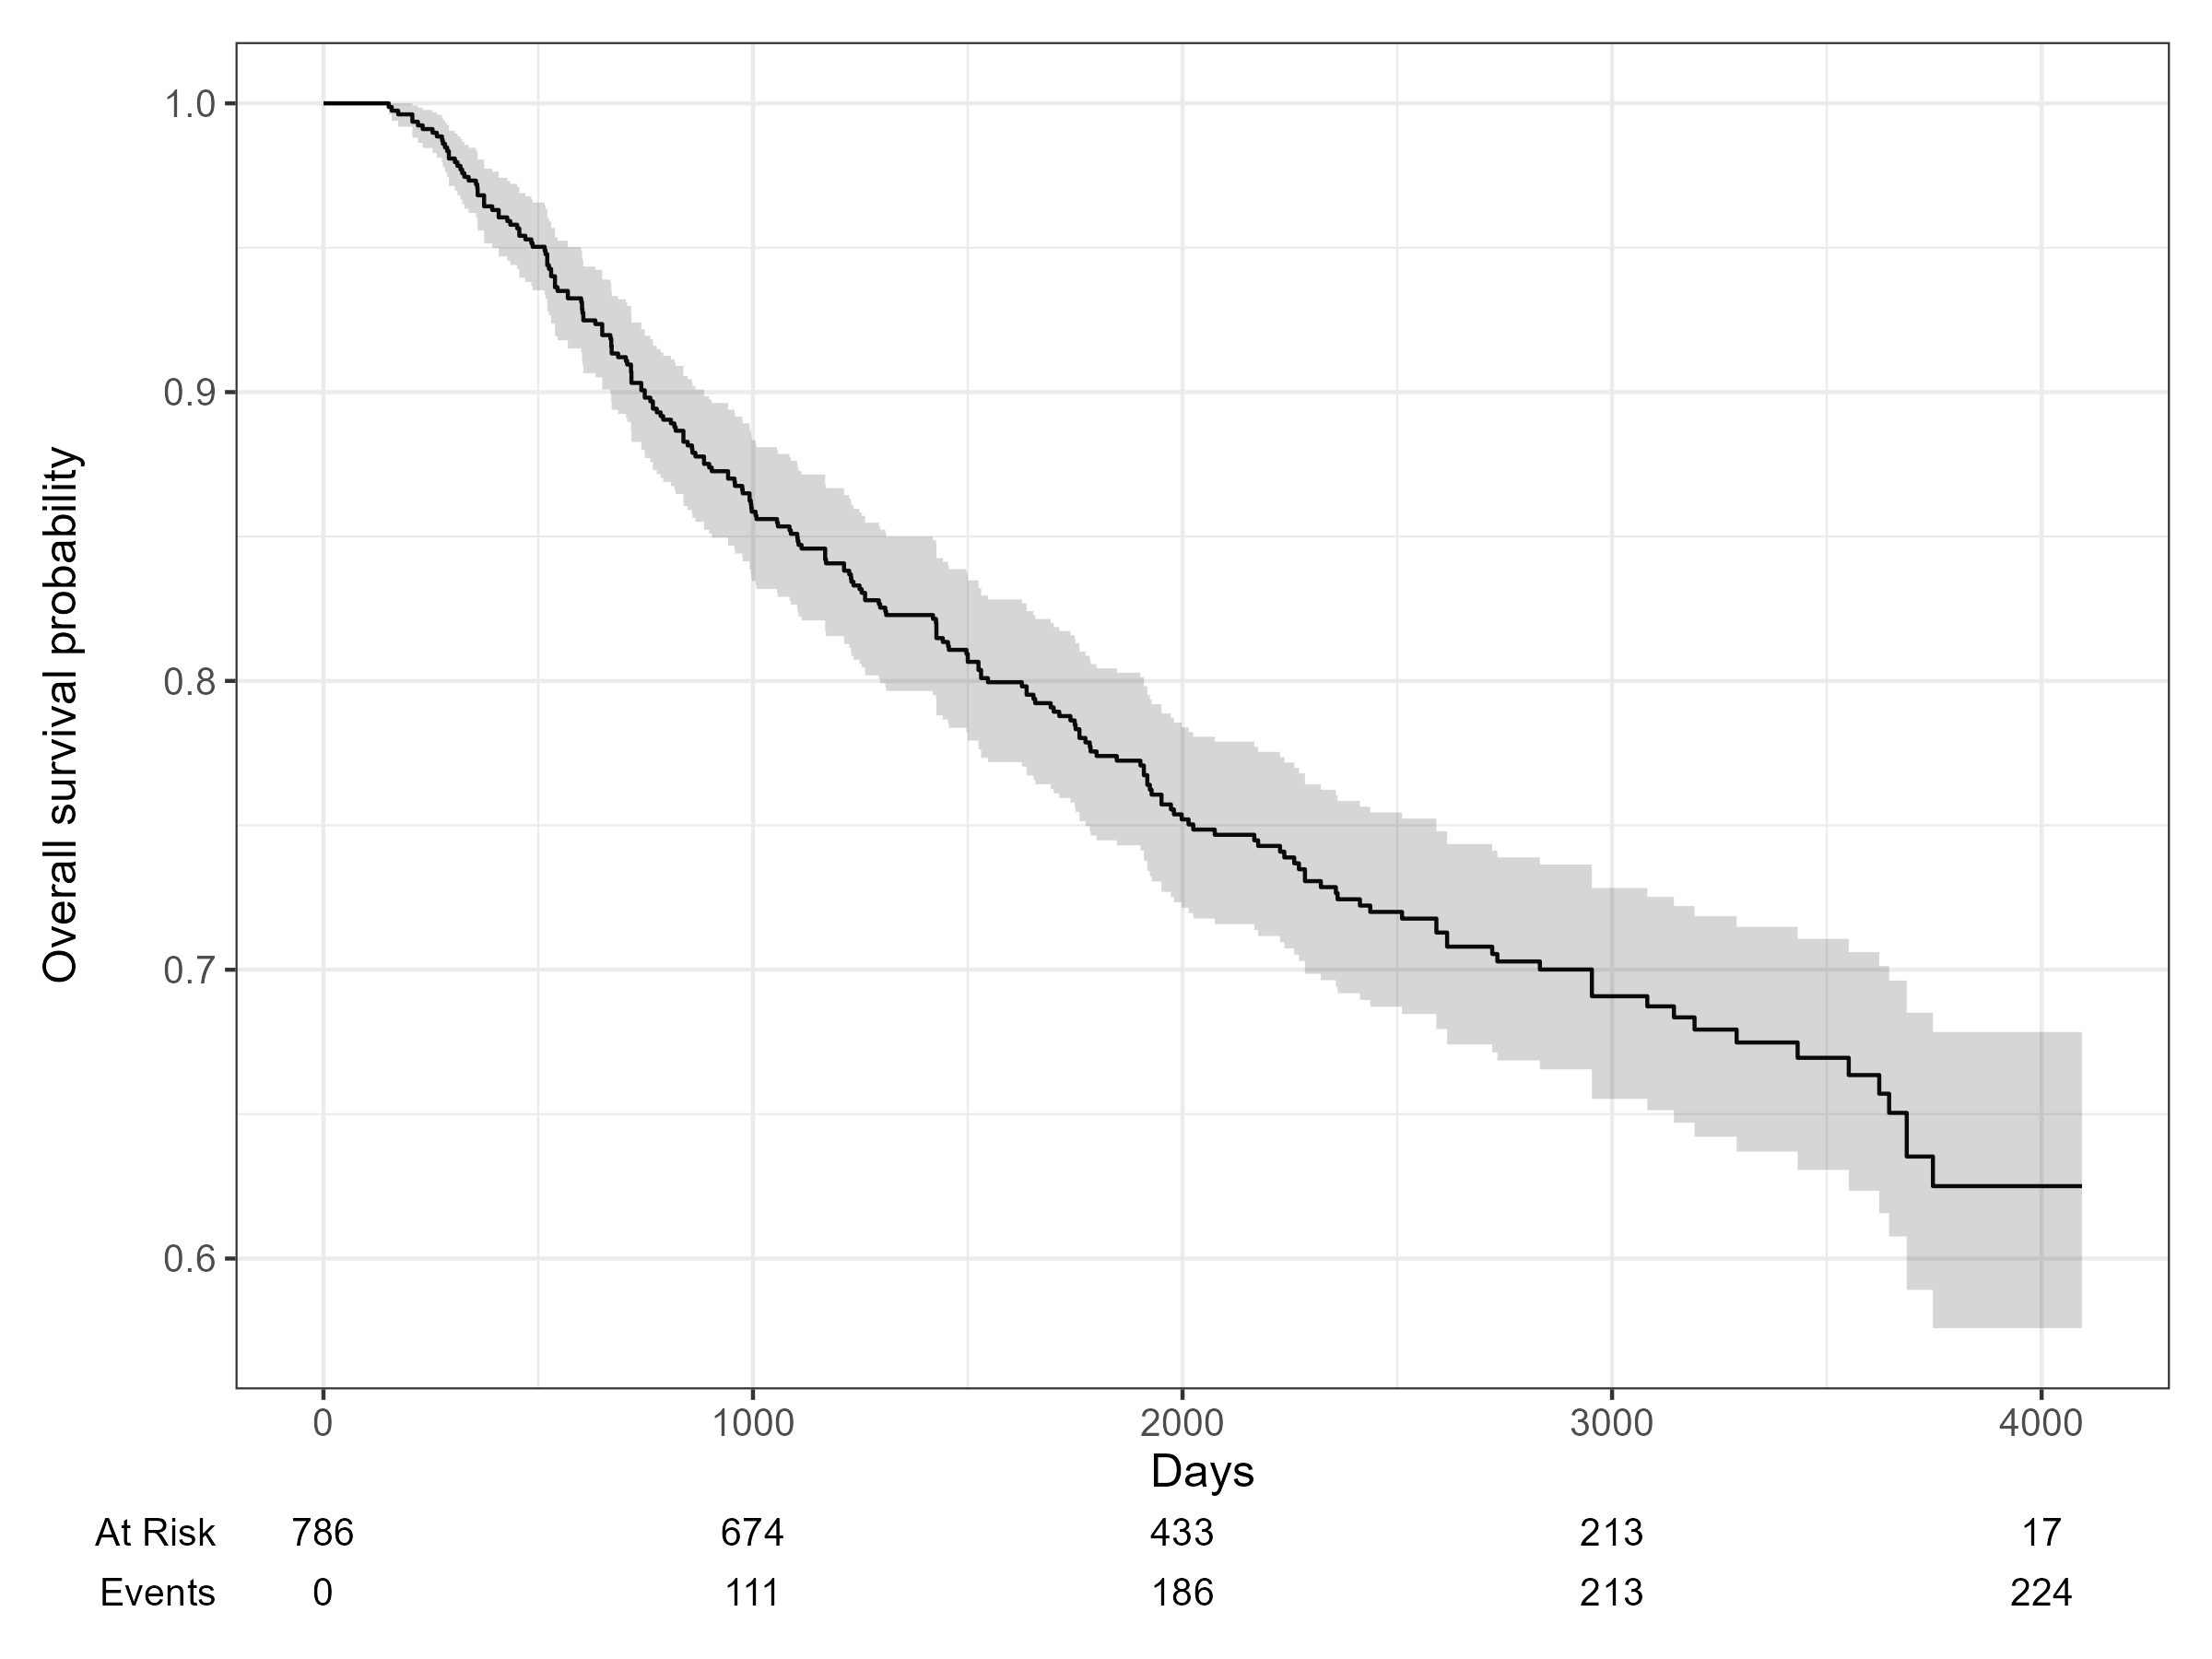 Overall survival probability
1.0
0.9
0.8
0.7
0.6
0 1000 2000 3000 4000
Days
At Risk 786 674 433 213 17
Events 0 111 186 213 224